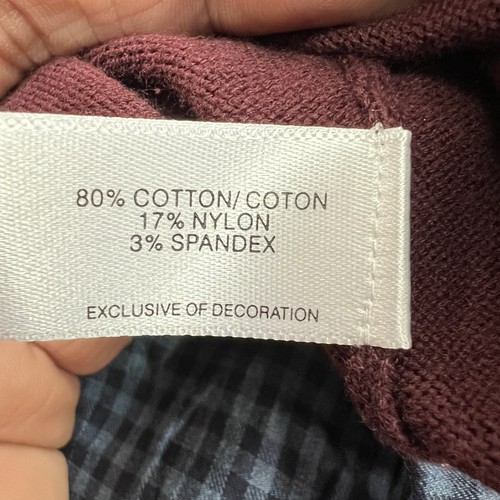 80% COTTON/ COTON
17% NYLON
3% SPANDEX
EXCLUSIVE OF DECORATION